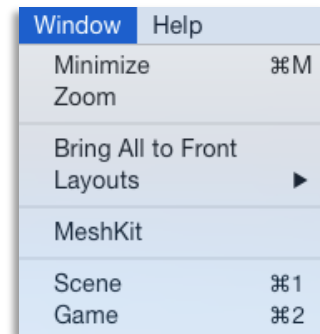 Window Help
Minimize ⌘M
Zoom
Bring All to Front
Layouts ▶
MeshKit
Scene ⌘1
Game ⌘2